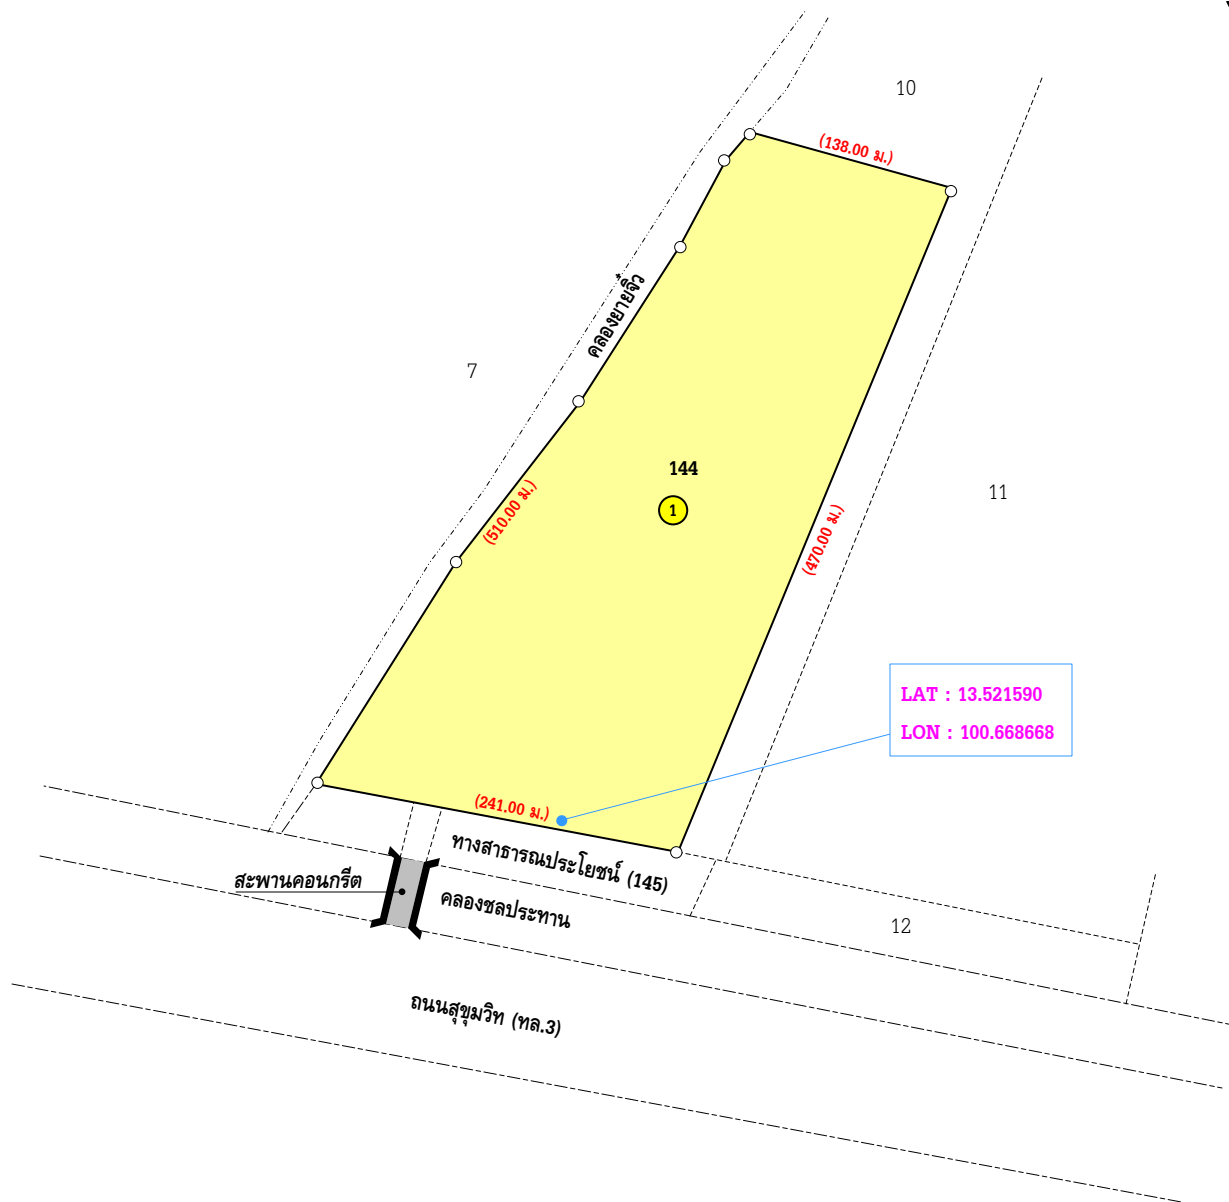 10
(138.00 ม.)
คลองยายจิ๋ว
7
144
1
11
(510.00 ม.)
(470.00 ม.)
LAT : 13.521590
LON : 100.668668
(241.00 ม.)
ทางสาธารณประโยชน์ (145)
สะพานคอนกรีต
คลองชลประทาน
12
ถนนสุขุมวิท (ทล.3)